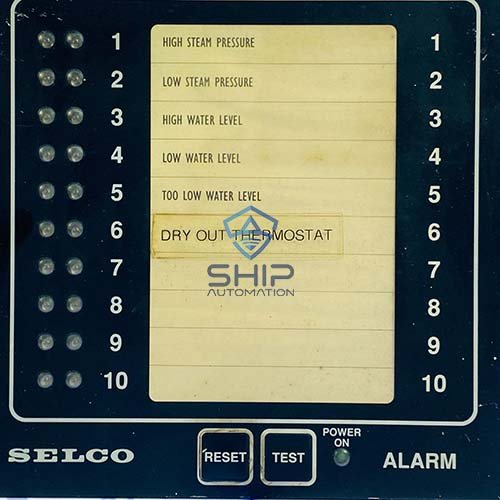 1 HIGH STEAM PRESSURE 1
2 LOW STEAM PRESSURE 2
3 HIGH WATER LEVEL 3
4 LOW WATER LEVEL 4
5 TOO LOW WATER LEVEL 5
6 DRY OUT THERMOSTAT 6
7 7
SHIP
AUTOMATION
8 8
9 9
10 10
SELCO RESET TEST POWER
ON ALARM